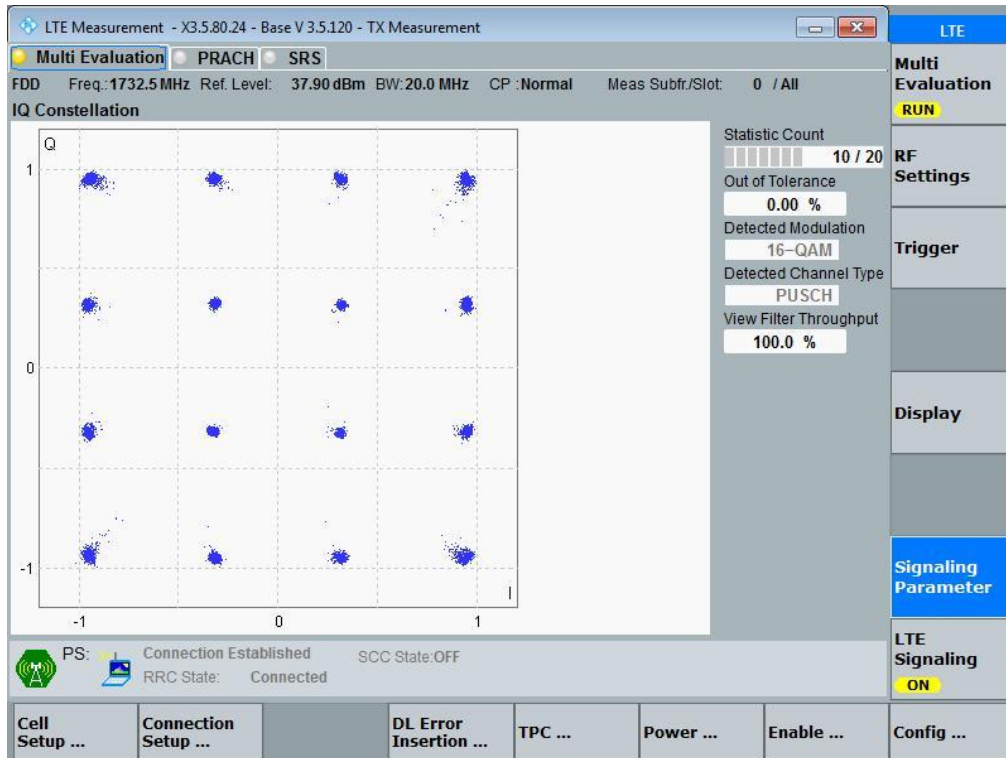 LTE Measurement - X3.5.80.24 - Base V 3.5.120 - TX Measurement
LTE
Multi Evaluation PRACH SRS
FDD Freq.:1732.5 MHz Ref. Level: 37.90 dBm BW:20.0 MHz CP :Normal Meas Subfr./Slot: 0 / All
IQ Constellation
Q
1
0
-1
-1 0 1
I
Statistic Count
10 / 20
Out of Tolerance
0.00 %
Detected Modulation
16-QAM
Detected Channel Type
PUSCH
View Filter Throughput
100.0 %
Multi
Evaluation
RUN
RF
Settings
Trigger
Display
Signaling
Parameter
LTE
Signaling
ON
PS: Connection Established SCC State:OFF
RRC State: Connected
Cell
Setup ...
Connection
Setup ...
DL Error
Insertion ...
TPC ...
Power ...
Enable ...
Config ...